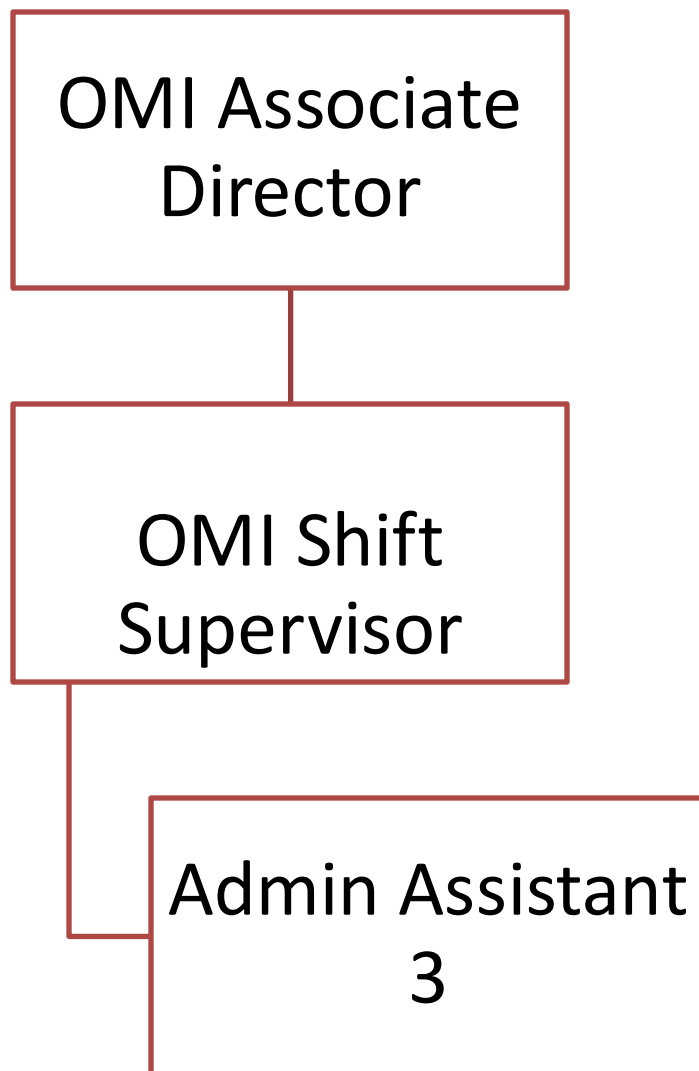 OMI Associate
Director
OMI Shift
Supervisor
Admin Assistant
3